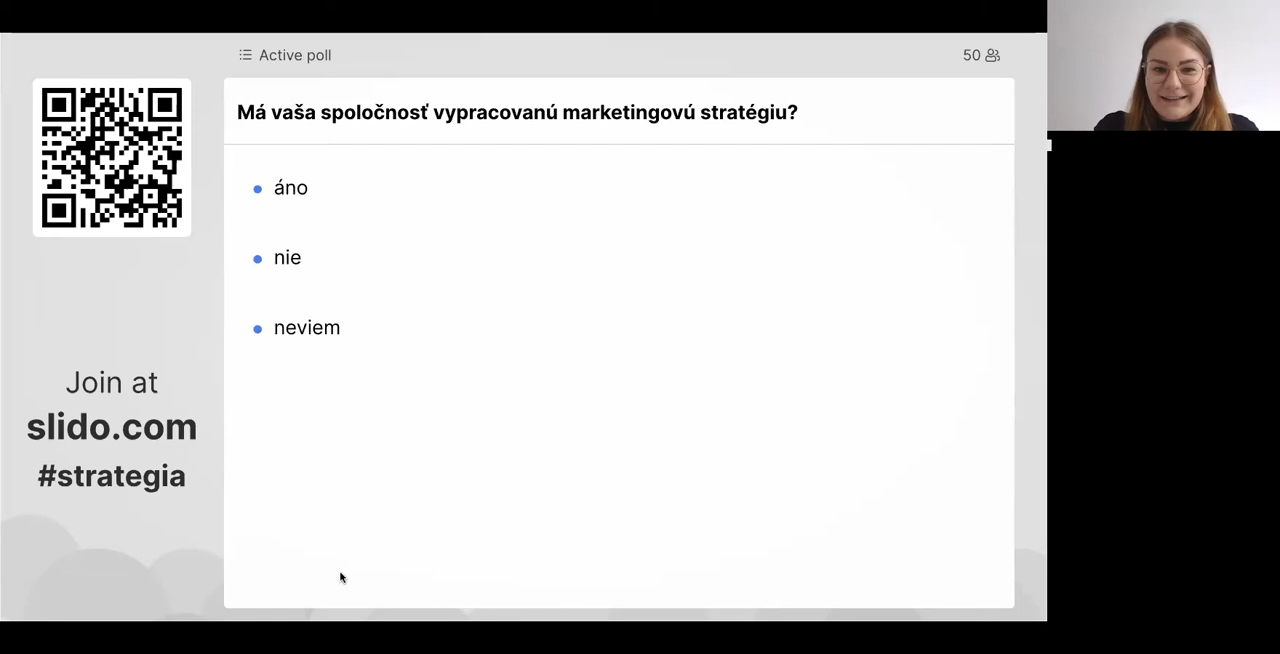 Active poll
50
Má vaša spoločnosť vypracovanú marketingovú stratégiu?
áno
nie
neviem
Join at
slido.com
#strategia